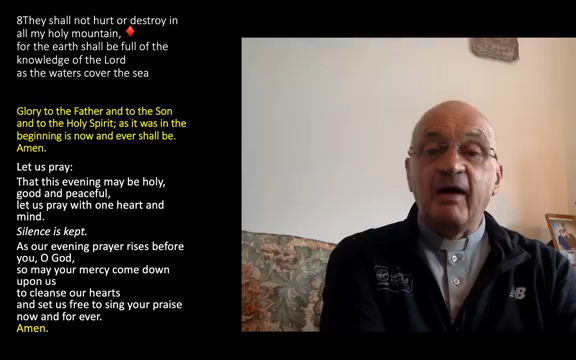 8They shall not hurt or destroy in
all my holy mountain, ♦
for the earth shall be full of the
knowledge of the Lord
as the waters cover the sea
Glory to the Father and to the Son
and to the Holy Spirit; as it was in the
beginning is now and ever shall be.
Amen.
Let us pray:
That this evening may be holy,
good and peaceful,
let us pray with one heart and
mind.
Silence is kept.
As our evening prayer rises before
you, O God,
so may your mercy come down
upon us
to cleanse our hearts
and set us free to sing your praise
now and for ever.
Amen.